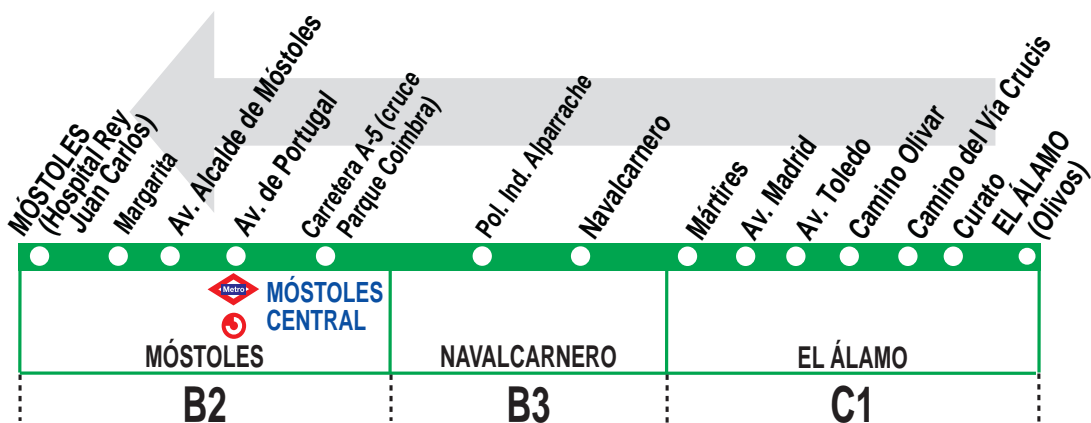 MÓSTOLES
(Hospital Rey
Juan Carlos)
Margarita
Av. Alcalde de Móstoles
Av. de Portugal
Carretera A-5 (cruce
Parque Coimbra)
Pol. Ind. Alparrache
Navalcarnero
Mártires
Av. Madrid
Av. Toledo
Camino Olivar
Camino del Vía Crucis
Curato
EL ÁLAMO
(Olivos)
Metro
MÓSTOLES
CENTRAL
MÓSTOLES
NAVALCARNERO
EL ÁLAMO
B2
B3
C1